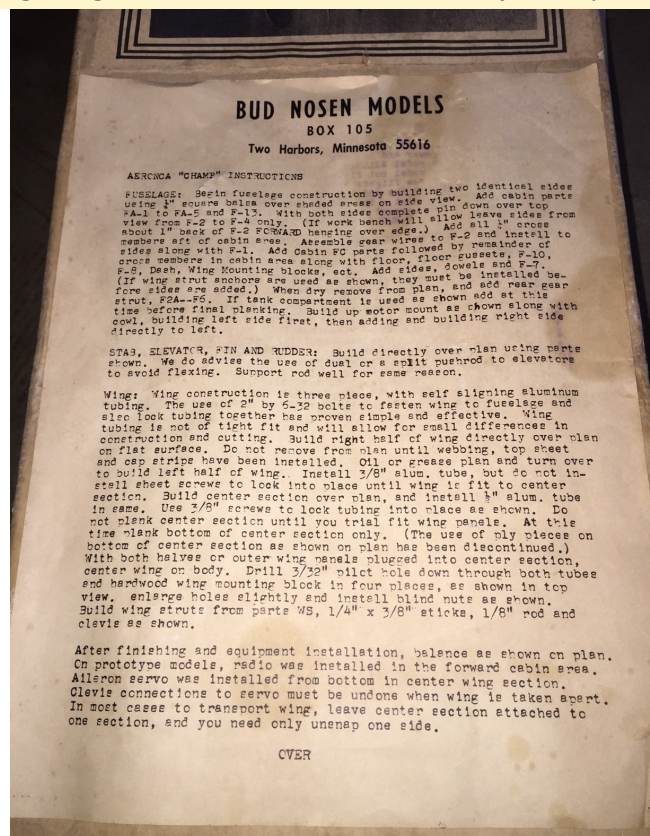 BUD NOSEN MODELS
BOX 105
Two Harbors, Minnesota 55616
AERONCA "CHAMP" INSTRUCTIONS
FUSELAGE: Begin fuselage construction by building two identical sides
using ¼" square balsa over shaded areas on side view. Add cabin parts
FA-1 to FA-5 and F-13. With both sides complete pin down over top
view from F-2 to F-4 only. (If work bench will allow leave sides from
about 1" back of F-2 FORWARD hanging over edge.) Add all ¼" cross
members aft of cabin area. Assemble gear wires to F-2 and install to
sides along with F-1. Add Cabin FC parts followed by remainder of
cross members in cabin area along with floor, floor gussets, F-10,
F-8, Dash, Wing Mounting blocks, ect. Add sides, dowels and F-7.
(If wing strut anchors are used as shown, they must be installed be-
fore sides are added.) When dry remove from plan, and add rear gear
strut, F2A--F6. If tank compartment is used as shown add at this
time before final planking. Build up motor mount as shown along with
cowl, building left side first, then adding and building right side
directly to left.
STAB, ELEVATOR, FIN AND RUDDER: Build directly over plan using parts
shown. We do advise the use of dual or a split pushrod to elevators
to avoid flexing. Support rod well for same reason.
Wing: Wing construction is three piece, with self aligning aluminum
tubing. The use of 2" by 6-32 bolts to fasten wing to fuselage and
also lock tubing together has proven simple and effective. Wing
tubing is not of tight fit and will allow for small differences in
construction and cutting. Build right half of wing directly over plan
on flat surface. Do not remove from plan until webbing, top sheet
and cap strips have been installed. Oil or grease plan and turn over
to build left half of wing. Install 3/8" alum. tube, but do not in-
stall sheet screws to lock into place until wing is fit to center
section. Build center section over plan, and install ½" alum. tube
in same. Use 3/8" screws to lock tubing into place as shown. Do
not plank center section until you trial fit wing panels. At this
time plank bottom of center section only. (The use of ply pieces on
bottom of center section as shown on plan has been discontinued.)
With both halves or outer wing panels plugged into center section,
center wing on body. Drill 3/32" pilot hole down through both tubes
and hardwood wing mounting block in four places, as shown in top
view. enlarge holes slightly and install blind nuts as shown.
Build wing struts from parts WS, 1/4" x 3/8" sticks, 1/8" rod and
clevis as shown.
After finishing and equipment installation, balance as shown on plan.
On prototype models, radio was installed in the forward cabin area.
Aileron servo was installed from bottom in center wing section.
Clevis connections to servo must be undone when wing is taken apart.
In most cases to transport wing, leave center section attached to
one section, and you need only unsnap one side.
OVER